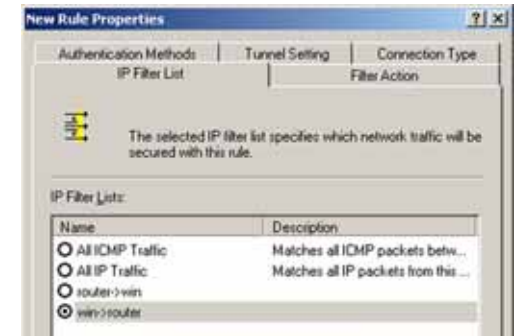 New Rule Properties
Authentication Methods
Tunnel Setting
Connection Type
IP Filter List
Filter Action
The selected IP filter list specifies which network traffic will be
secured with this rule.
IP Filter Lists:
Name
Description
All ICMP Traffic
Matches all ICMP packets betw...
All IP Traffic
Matches all IP packets from this ...
router->win
win->router